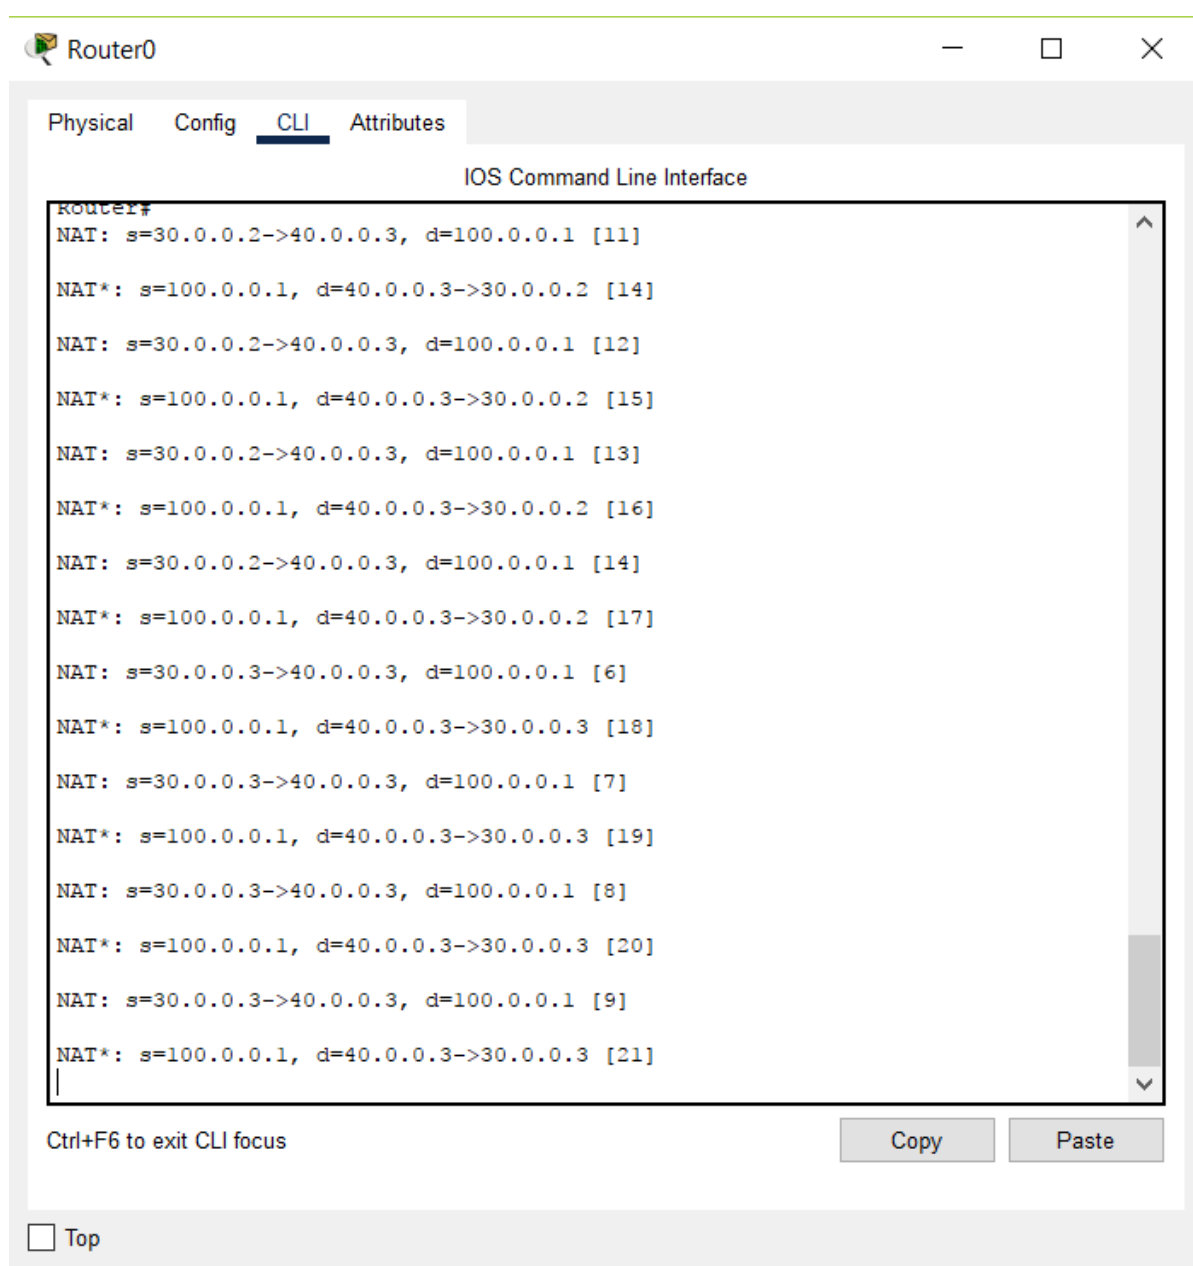 Router0
Physical Config CLI Attributes
IOS Command Line Interface
Router#
NAT: s=30.0.0.2->40.0.0.3, d=100.0.0.1 [11]
NAT*: s=100.0.0.1, d=40.0.0.3->30.0.0.2 [14]
NAT: s=30.0.0.2->40.0.0.3, d=100.0.0.1 [12]
NAT*: s=100.0.0.1, d=40.0.0.3->30.0.0.2 [15]
NAT: s=30.0.0.2->40.0.0.3, d=100.0.0.1 [13]
NAT*: s=100.0.0.1, d=40.0.0.3->30.0.0.2 [16]
NAT: s=30.0.0.2->40.0.0.3, d=100.0.0.1 [14]
NAT*: s=100.0.0.1, d=40.0.0.3->30.0.0.2 [17]
NAT: s=30.0.0.3->40.0.0.3, d=100.0.0.1 [6]
NAT*: s=100.0.0.1, d=40.0.0.3->30.0.0.3 [18]
NAT: s=30.0.0.3->40.0.0.3, d=100.0.0.1 [7]
NAT*: s=100.0.0.1, d=40.0.0.3->30.0.0.3 [19]
NAT: s=30.0.0.3->40.0.0.3, d=100.0.0.1 [8]
NAT*: s=100.0.0.1, d=40.0.0.3->30.0.0.3 [20]
NAT: s=30.0.0.3->40.0.0.3, d=100.0.0.1 [9]
NAT*: s=100.0.0.1, d=40.0.0.3->30.0.0.3 [21]
Ctrl+F6 to exit CLI focus
Copy Paste
Top